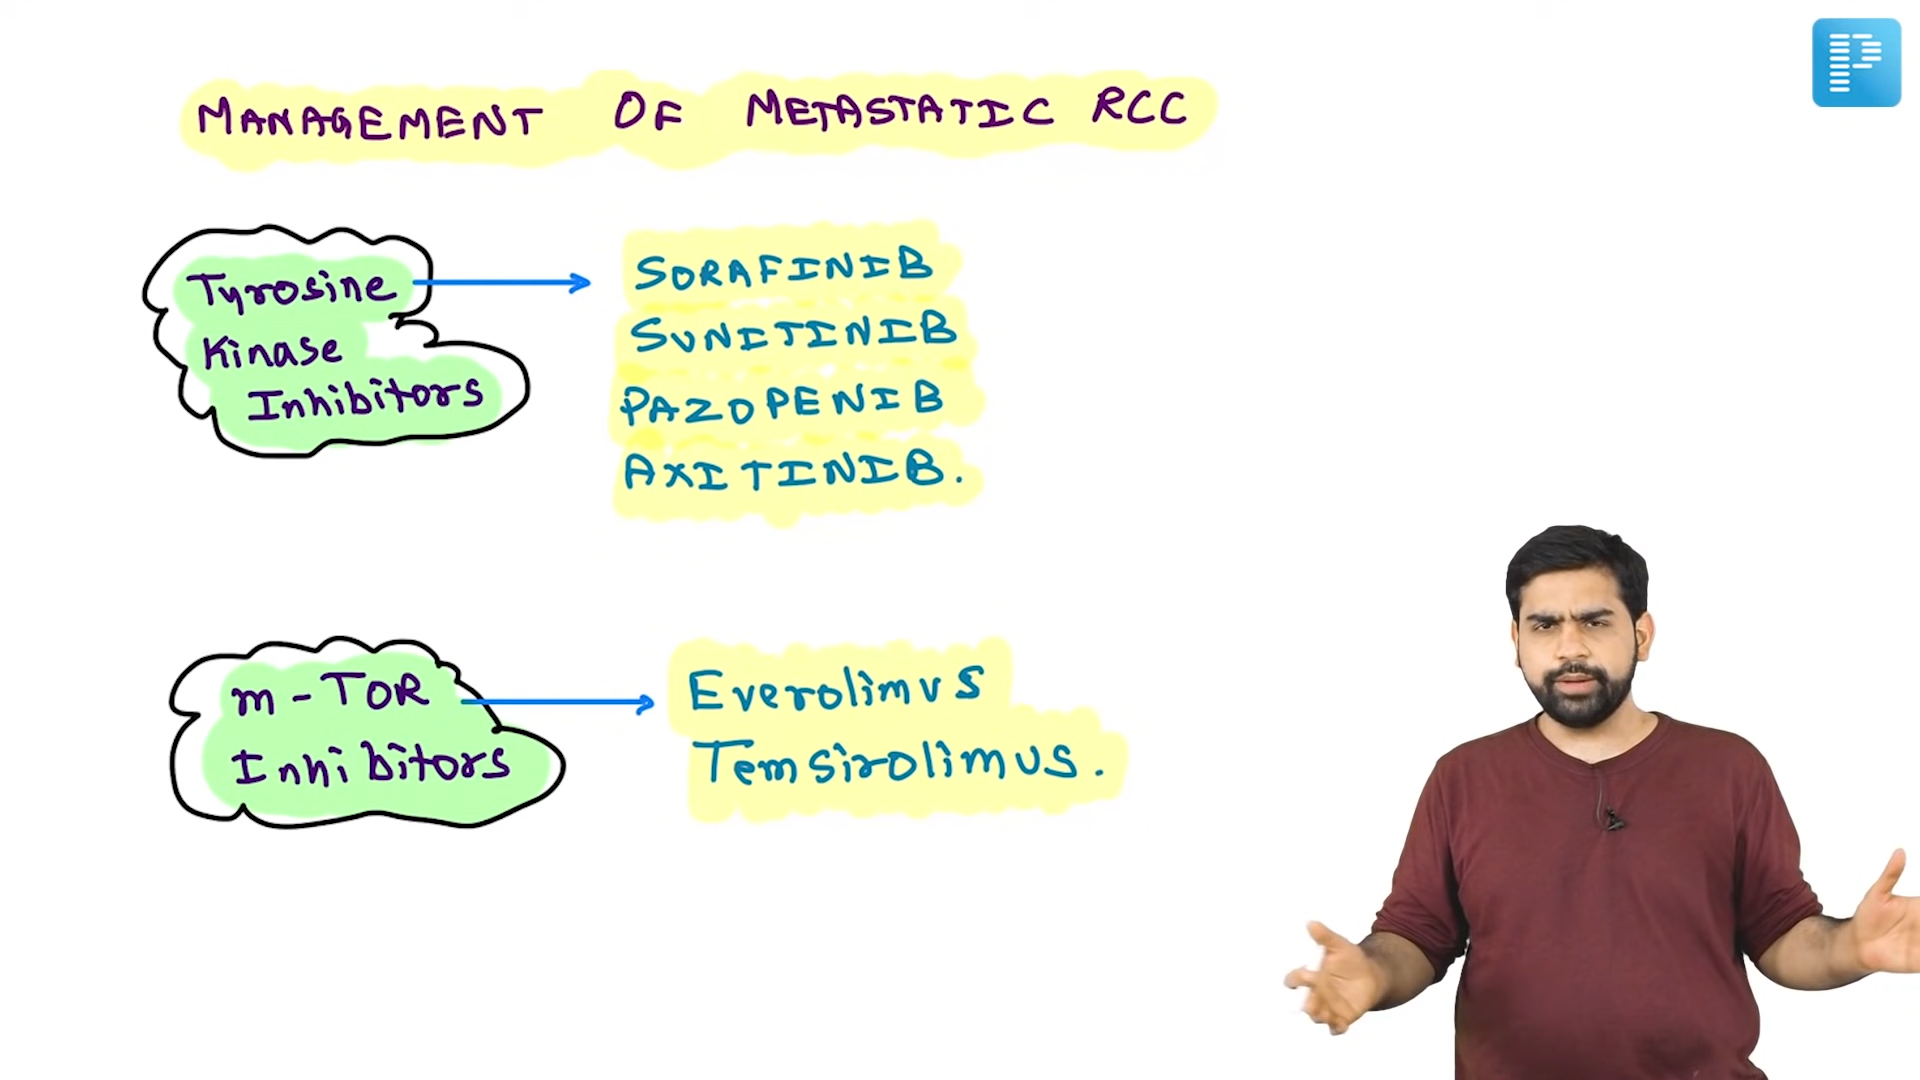 MANAGEMENT OF METASTATIC RCC
Tyrosine
Kinase
Inhibitors
SORAFINIB
SUNITINIB
PAZOPENIB
AXITINIB.
m-TOR
Inhibitors
Everolimus
Temsirolimus.
P